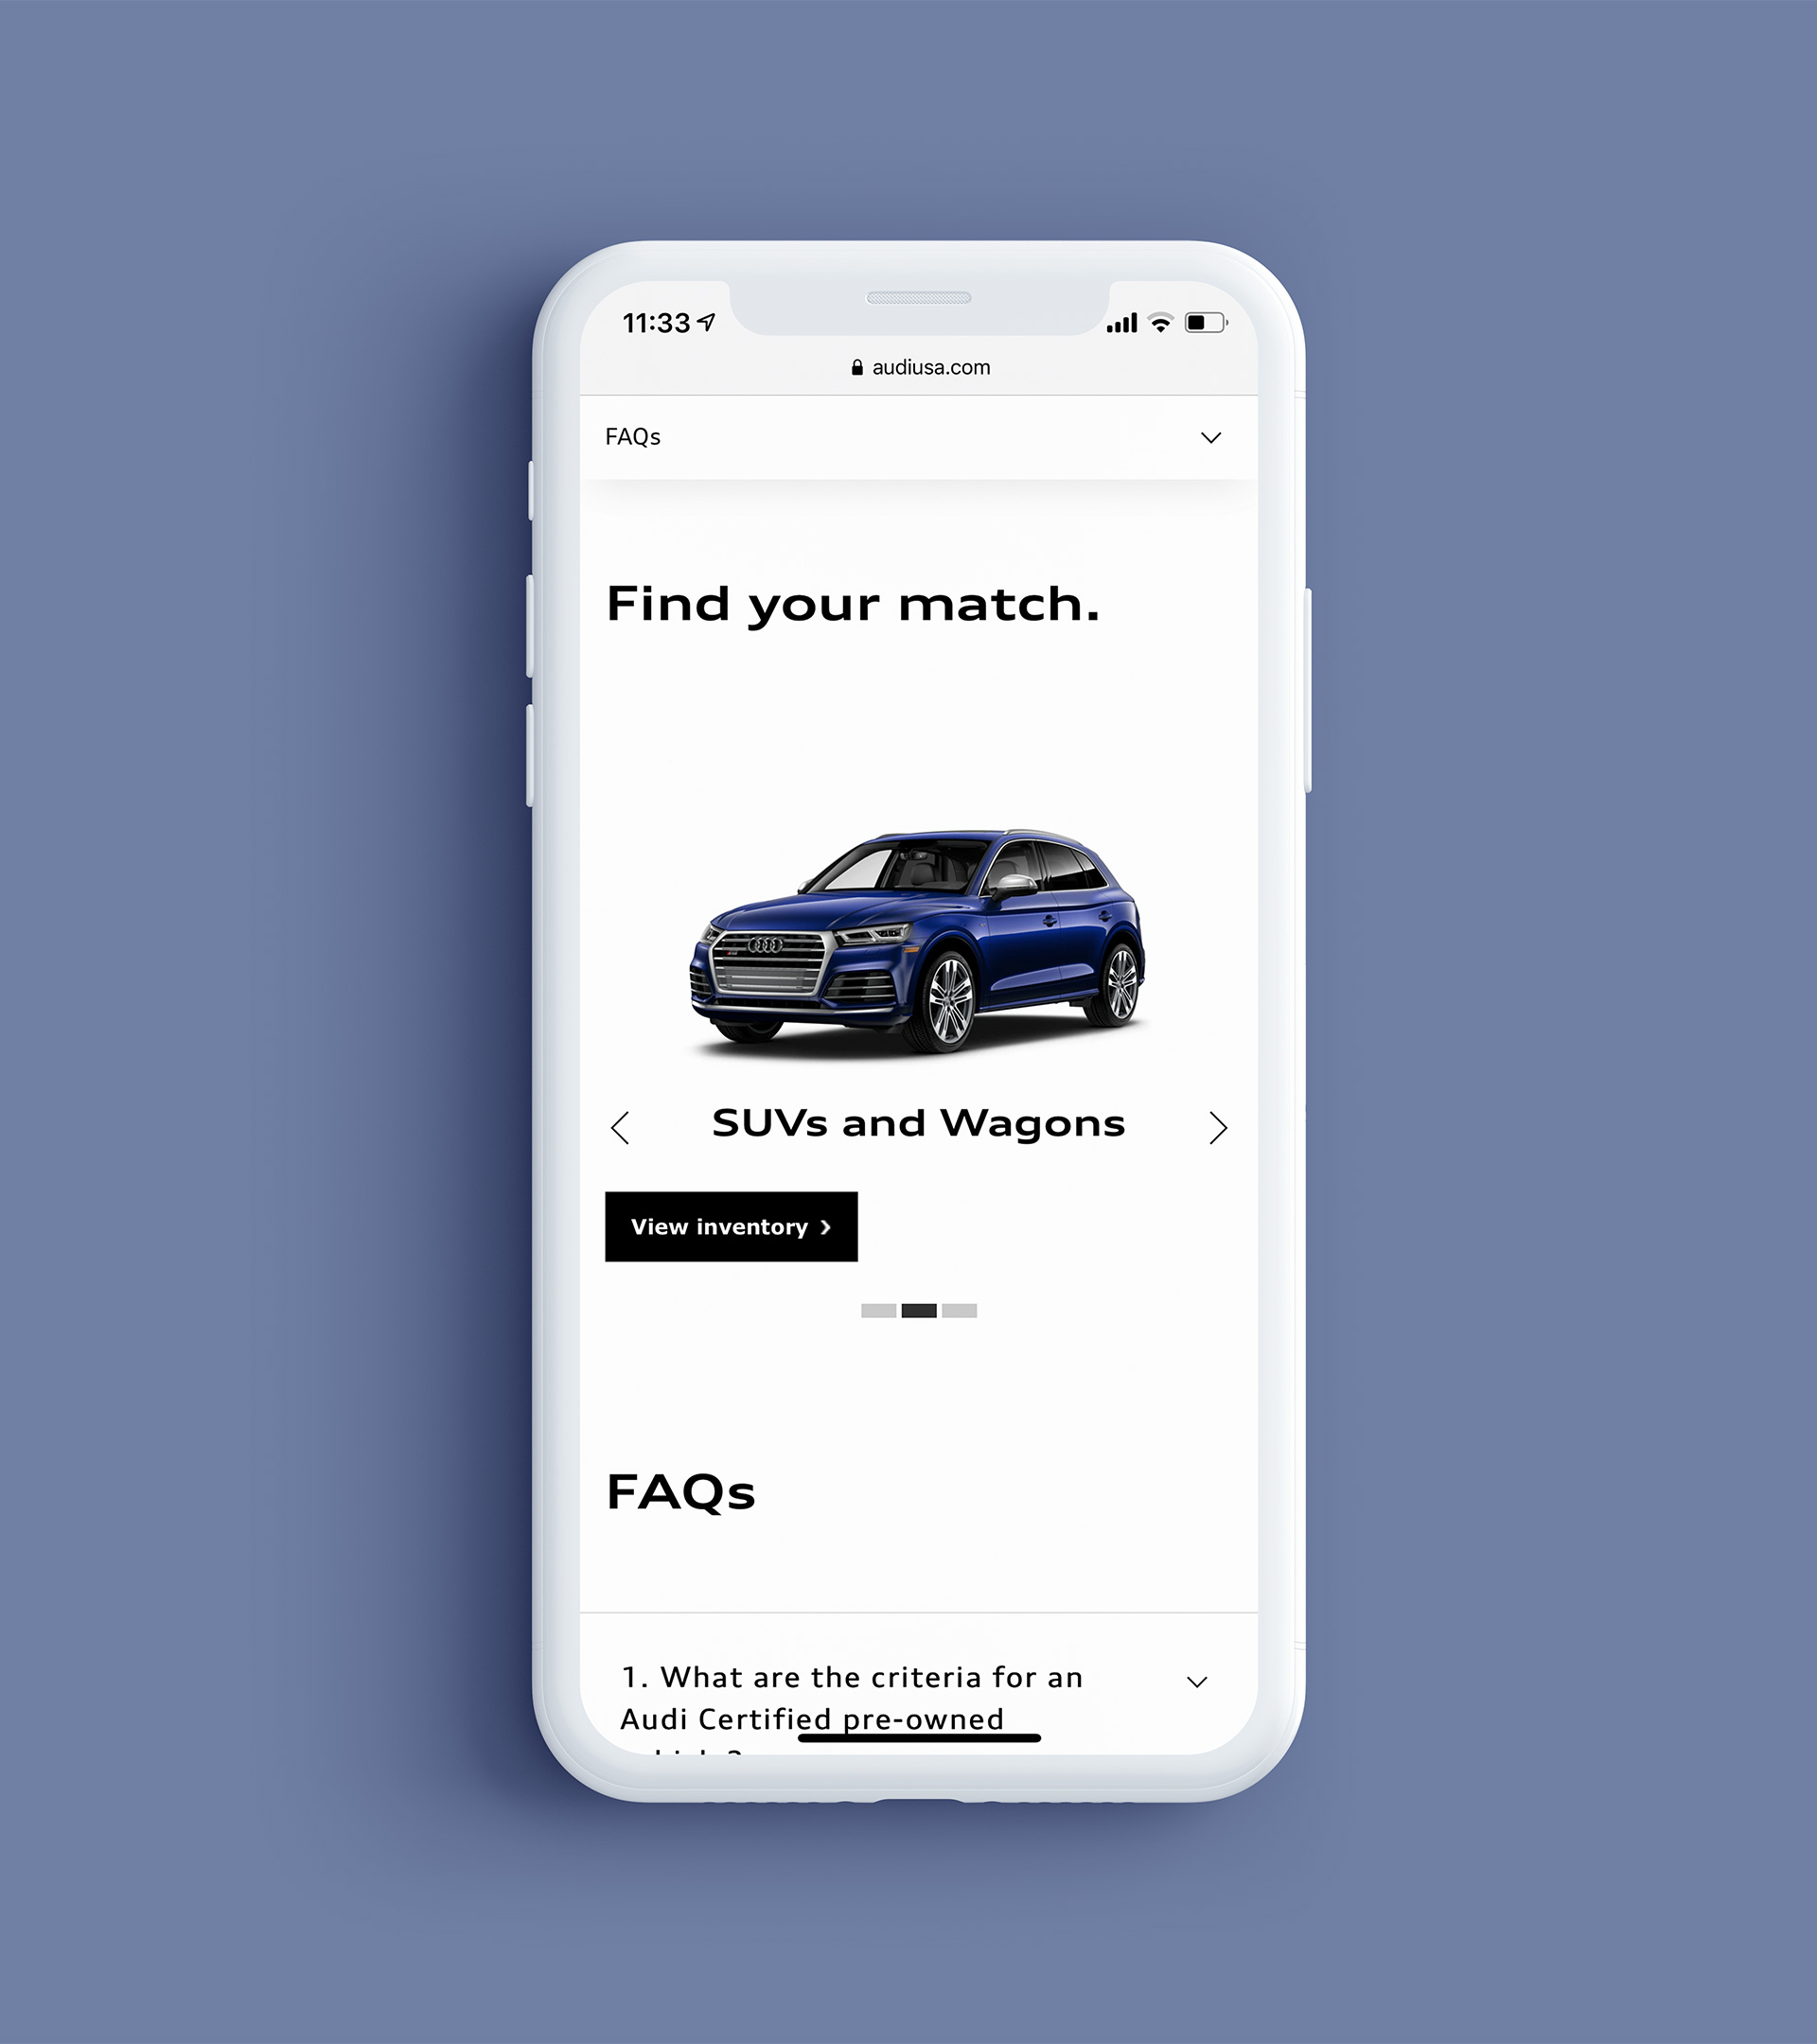 11:33
audiusa.com
FAQs
Find your match.
SUVs and Wagons
View inventory
FAQs
1. What are the criteria for an
Audi Certified pre-owned